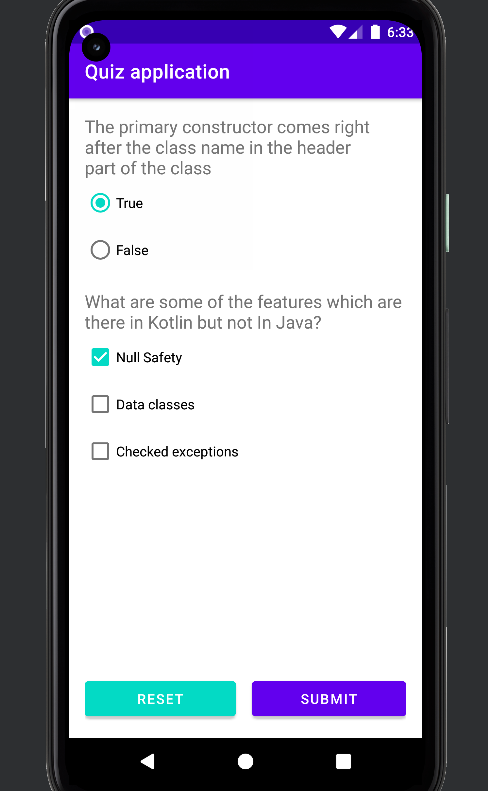 6:33
Quiz application
The primary constructor comes right
after the class name in the header
part of the class
True
False
What are some of the features which are
there in Kotlin but not In Java?
Null Safety
Data classes
Checked exceptions
RESET SUBMIT